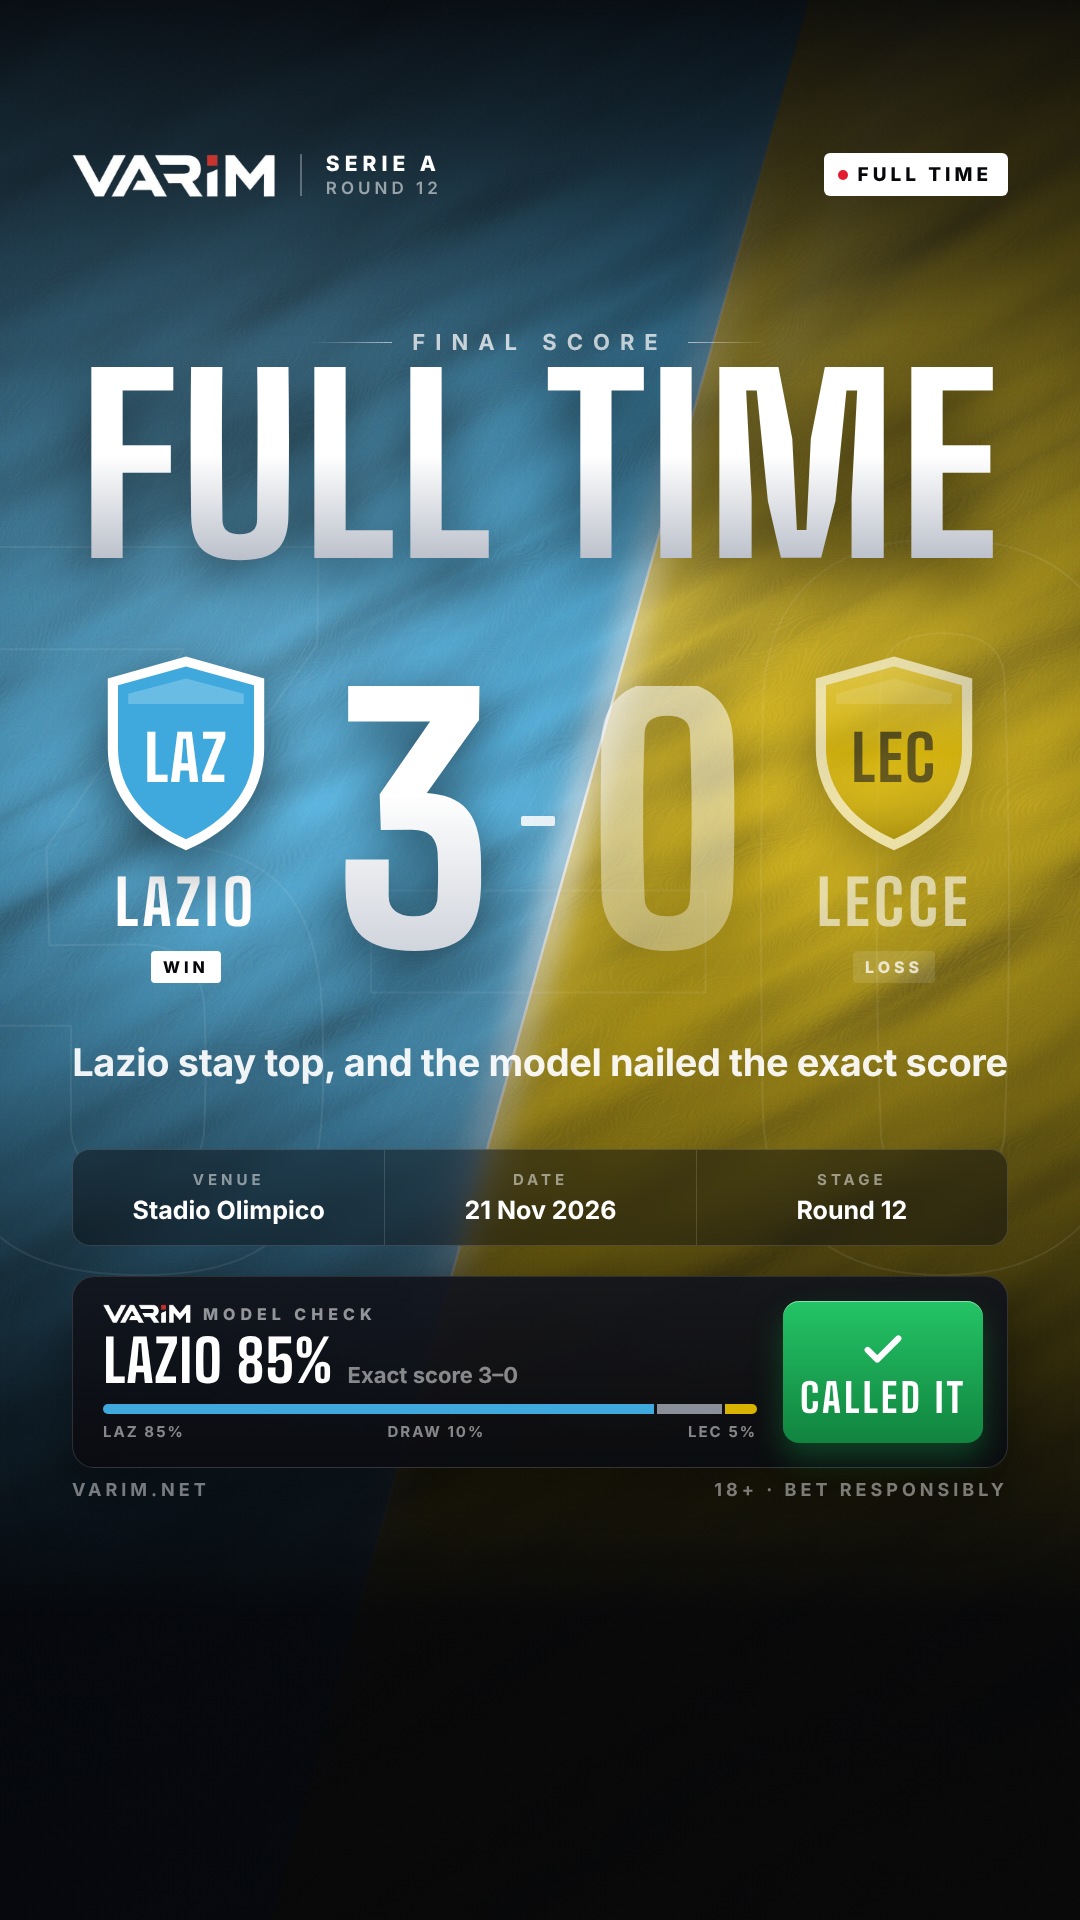 VARiM
SERIE A
ROUND 12
FULL TIME
FINAL SCORE
FULL TIME
LAZ
3 - 0
LEC
LAZIO
LECCE
WIN
LOSS
Lazio stay top, and the model nailed the exact score
VENUE
Stadio Olimpico
DATE
21 Nov 2026
STAGE
Round 12
VARiM MODEL CHECK
LAZIO 85% Exact score 3–0
LAZ 85% DRAW 10% LEC 5%
CALLED IT
VARIM.NET
18+ · BET RESPONSIBLY